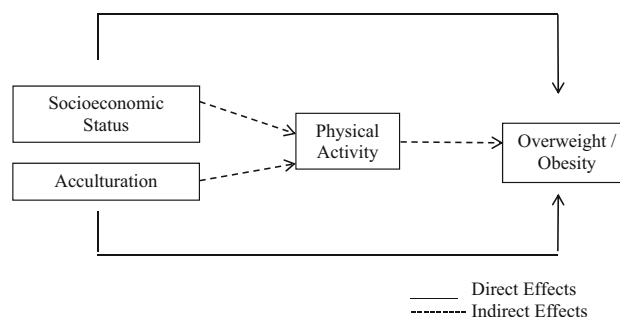 Socioeconomic
Status
Physical
Activity
Overweight /
Obesity
Acculturation
Direct Effects
Indirect Effects